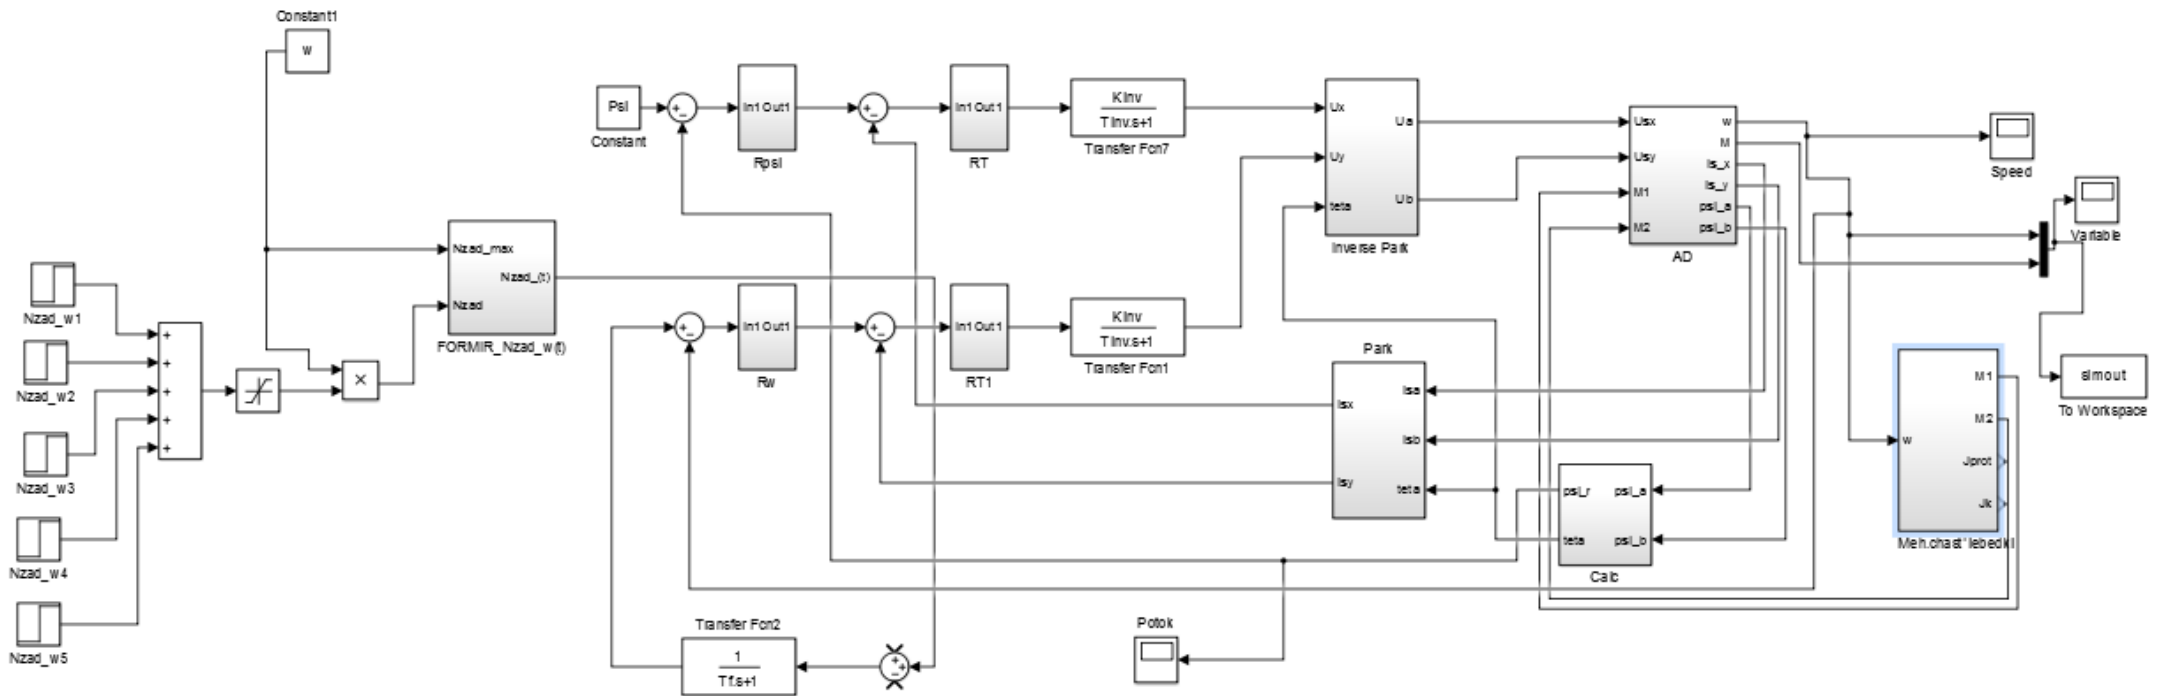 Constant1
w
Psi
Constant
In1 Out1
Rpsi
In1 Out1
RT
Kinv
Tinv.s+1
Transfer Fcn7
Ux
Uy
teta
Ua
Ub
Inverse Park
Usx
Usy
M1
M2
w
M
Is_x
Is_y
psi_a
psi_b
AD
Speed
Variable
Nzad_max
Nzad
Nzad_(t)
FORMIR_Nzad_w(t)
Nzad_w1
Nzad_w2
Nzad_w3
Nzad_w4
Nzad_w5
+
+
+
+
+
×
In1 Out1
Rw
In1 Out1
RT1
Kinv
Tinv.s+1
Transfer Fcn1
Park
Isx
Isy
Isa
Isb
teta
psi_r
teta
psi_a
psi_b
Calc
w
M1
M2
Jprot
Jk
Meh.chast' lebedki
simout
To Workspace
Transfer Fcn2
1
Tf.s+1
Potok